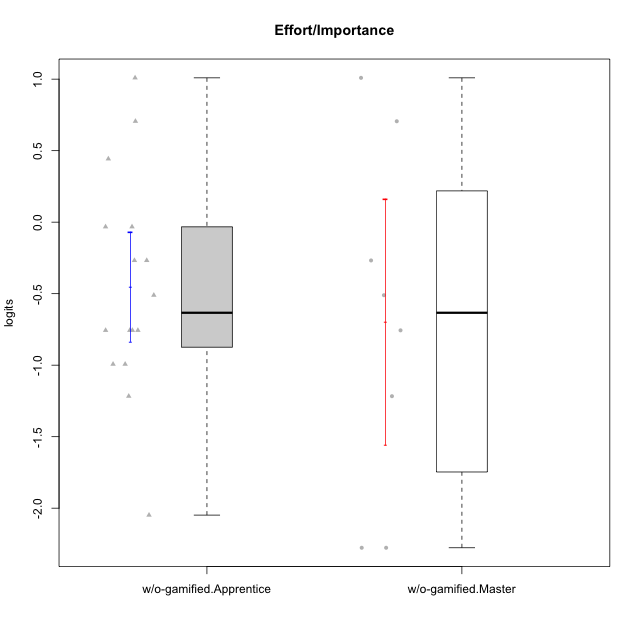 Effort/Importance
logits
1.0
0.5
0.0
-0.5
-1.0
-1.5
-2.0
w/o-gamified.Apprentice
w/o-gamified.Master